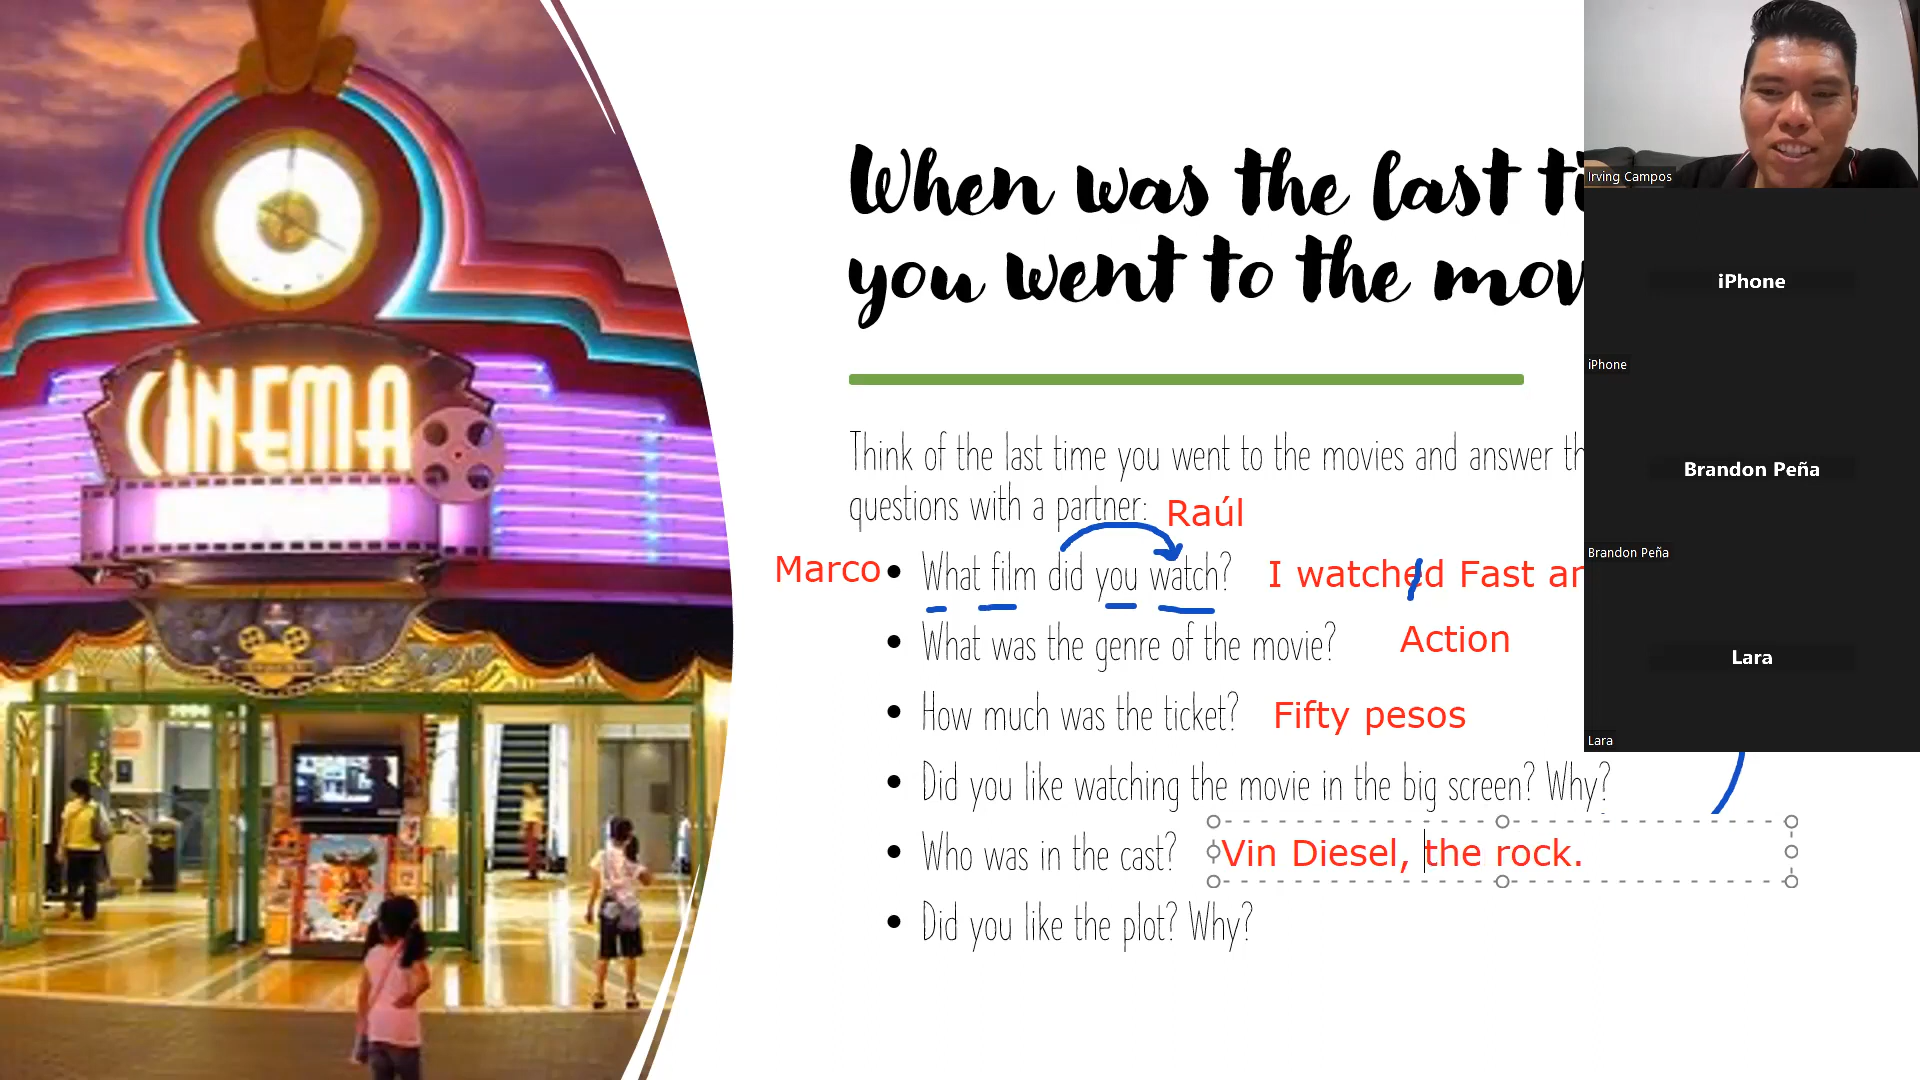 When was the last ti
you went to the mov
Think of the last time you went to the movies and answer th
questions with a partner: Raúl
Marco • What film did you watch? I watched Fast an
• What was the genre of the movie? Action
• How much was the ticket? Fifty pesos
• Did you like watching the movie in the big screen? Why?
• Who was in the cast? Vin Diesel, the rock.
• Did you like the plot? Why?
CINEMA
Irving Campos
iPhone
iPhone
Brandon Peña
Brandon Peña
Lara
Lara